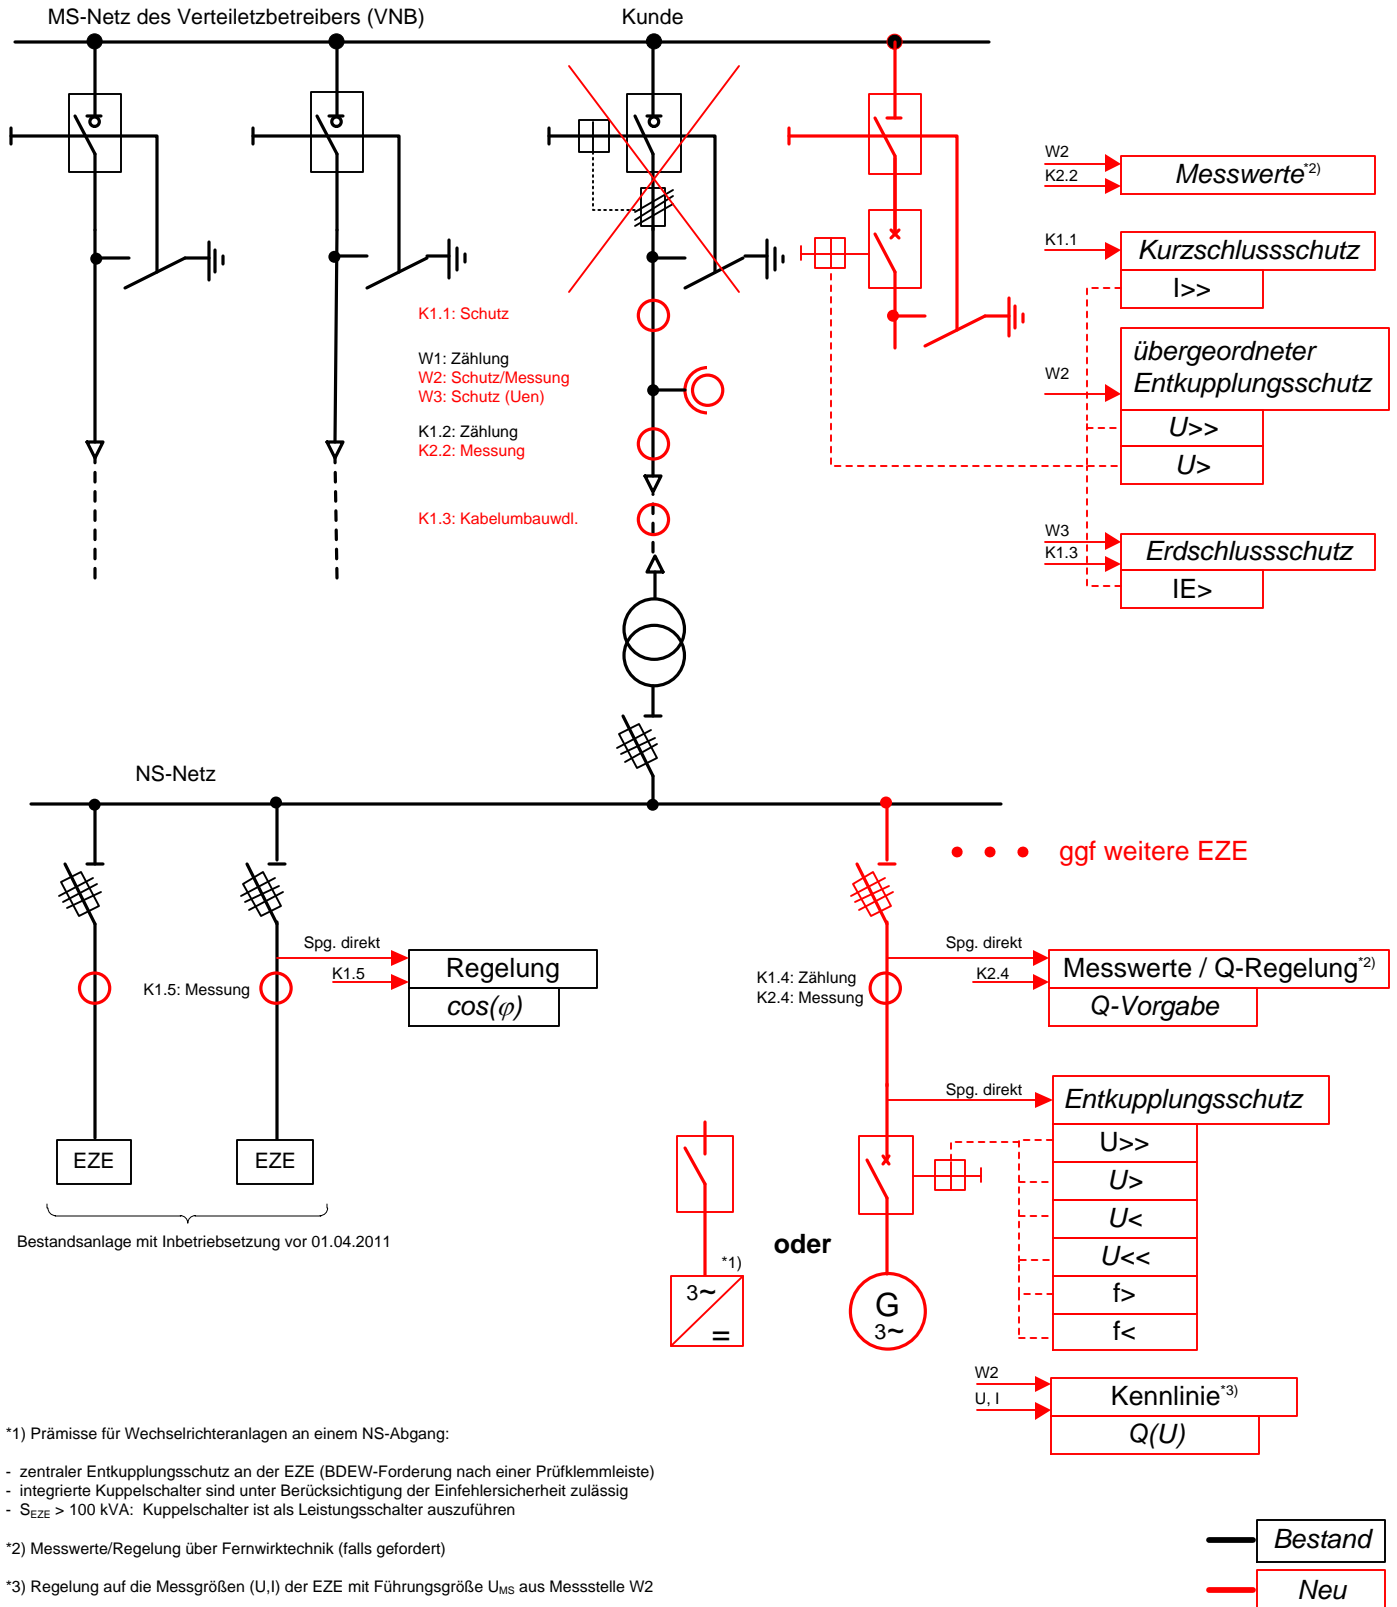 MS-Netz des Verteiletzbetreibers (VNB)
Kunde
W2
K2.2
Messwerte*2)
K1.1
Kurzschlussschutz
I>>
K1.1: Schutz
W1: Zählung
W2: Schutz/Messung
W3: Schutz (Uen)
W2
übergeordneter
Entkupplungsschutz
U>>
U>
K1.2: Zählung
K2.2: Messung
K1.3: Kabelumbauwdl.
W3
K1.3
Erdschlussschutz
IE>
NS-Netz
ggf weitere EZE
Spg. direkt
K1.5
K1.5: Messung
Regelung
cos(φ)
K1.4: Zählung
K2.4: Messung
Spg. direkt
K2.4
Messwerte / Q-Regelung*2)
Q-Vorgabe
Spg. direkt
Entkupplungsschutz
U>>
U>
U<
U<<
f>
f<
EZE
EZE
Bestandsanlage mit Inbetriebsetzung vor 01.04.2011
oder
*1)
3~
=
G
3~
W2
U, I
Kennlinie*3)
Q(U)
*1) Prämisse für Wechselrichteranlagen an einem NS-Abgang:
- zentraler Entkupplungsschutz an der EZE (BDEW-Forderung nach einer Prüfklemmleiste)
- integrierte Kuppelschalter sind unter Berücksichtigung der Einfehlersicherheit zulässig
- SEZE > 100 kVA: Kuppelschalter ist als Leistungsschalter auszuführen
*2) Messwerte/Regelung über Fernwirktechnik (falls gefordert)
*3) Regelung auf die Messgrößen (U,I) der EZE mit Führungsgröße UMS aus Messstelle W2
Bestand
Neu